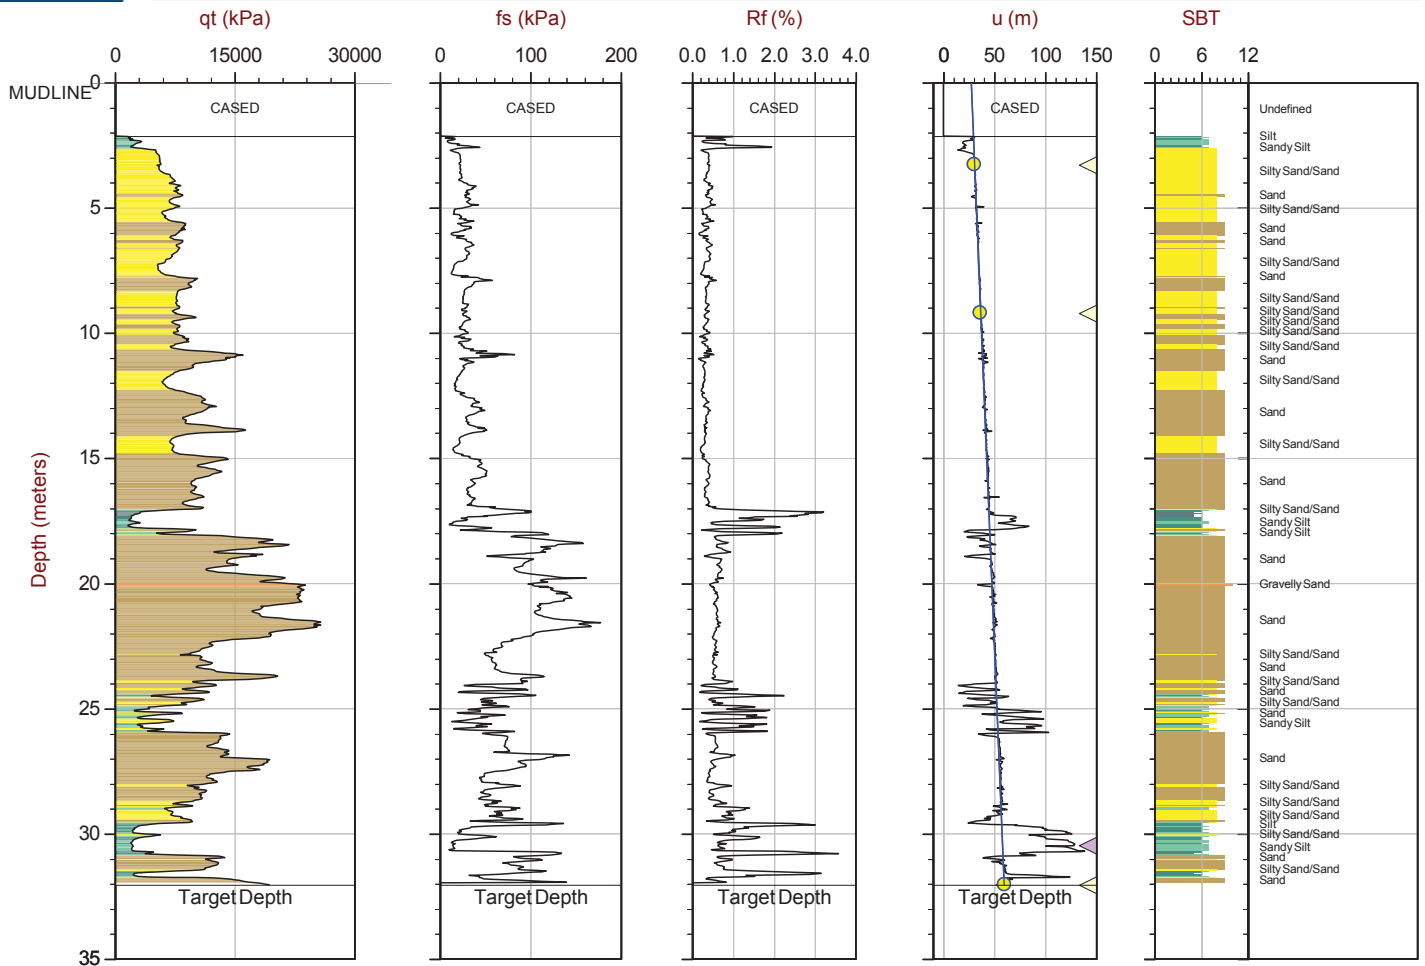 qt (kPa) fs (kPa) Rf (%) u (m) SBT
0 15000 30000 0 100 200 0.0 1.0 2.0 3.0 4.0 0 50 100 150 0 6 12
0
MUDLINE
CASED CASED CASED CASED
Undefined
Silt
Sandy Silt
Silty Sand/Sand
Sand
5
Silty Sand/Sand
Sand
Sand
Silty Sand/Sand
Sand
Silty Sand/Sand
Silty Sand/Sand
Silty Sand/Sand
10
Silty Sand/Sand
Silty Sand/Sand
Sand
Silty Sand/Sand
Sand
Silty Sand/Sand
15
Sand
Depth (meters)
Silty Sand/Sand
Sandy Silt
Sandy Silt
Sand
20
Gravelly Sand
Sand
Silty Sand/Sand
Sand
Silty Sand/Sand
Sand
Silty Sand/Sand
25
Sand
Sandy Silt
Sand
Silty Sand/Sand
Silty Sand/Sand
Silty Sand/Sand
Silt
30
Silty Sand/Sand
Sandy Silt
Sand
Silty Sand/Sand
Sand
Target Depth Target Depth Target Depth Target Depth
35